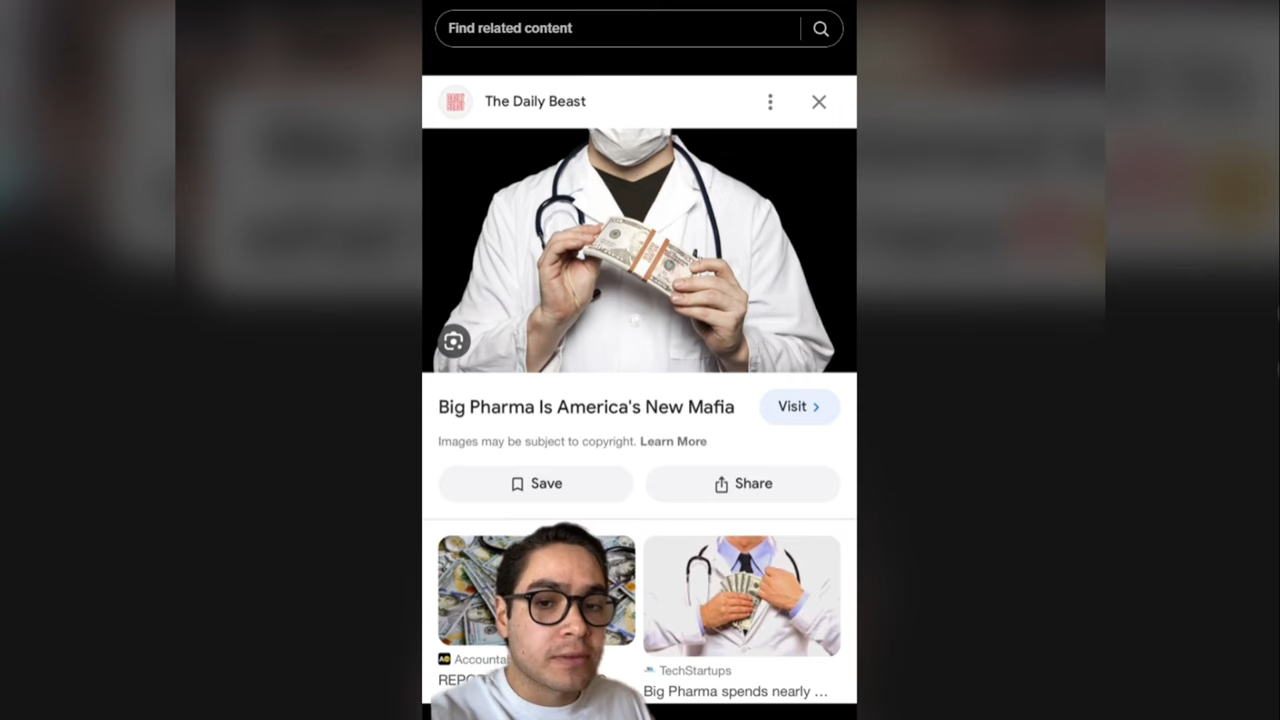 Find related content
The Daily Beast
Big Pharma Is America's New Mafia
Visit
Images may be subject to copyright. Learn More
Save
Share
Accounta
REPO
TechStartups
Big Pharma spends nearly ...